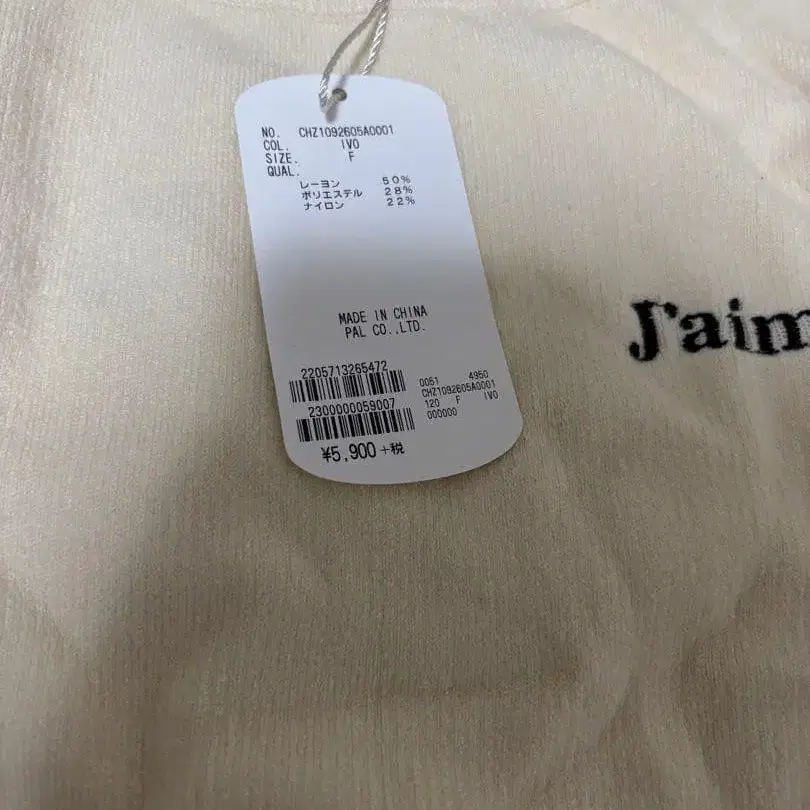 NO. CHZ1092605A0001
COL. IVO
SIZE. F
QUAL.
レーヨン 50%
ポリエステル 28%
ナイロン 22%
MADE IN CHINA
PAL CO.,LTD.
2205713265472
2300000059007
¥5,900+税
0051 4950
CHZ1092605A0001
120 F IVO
000000
J'aim